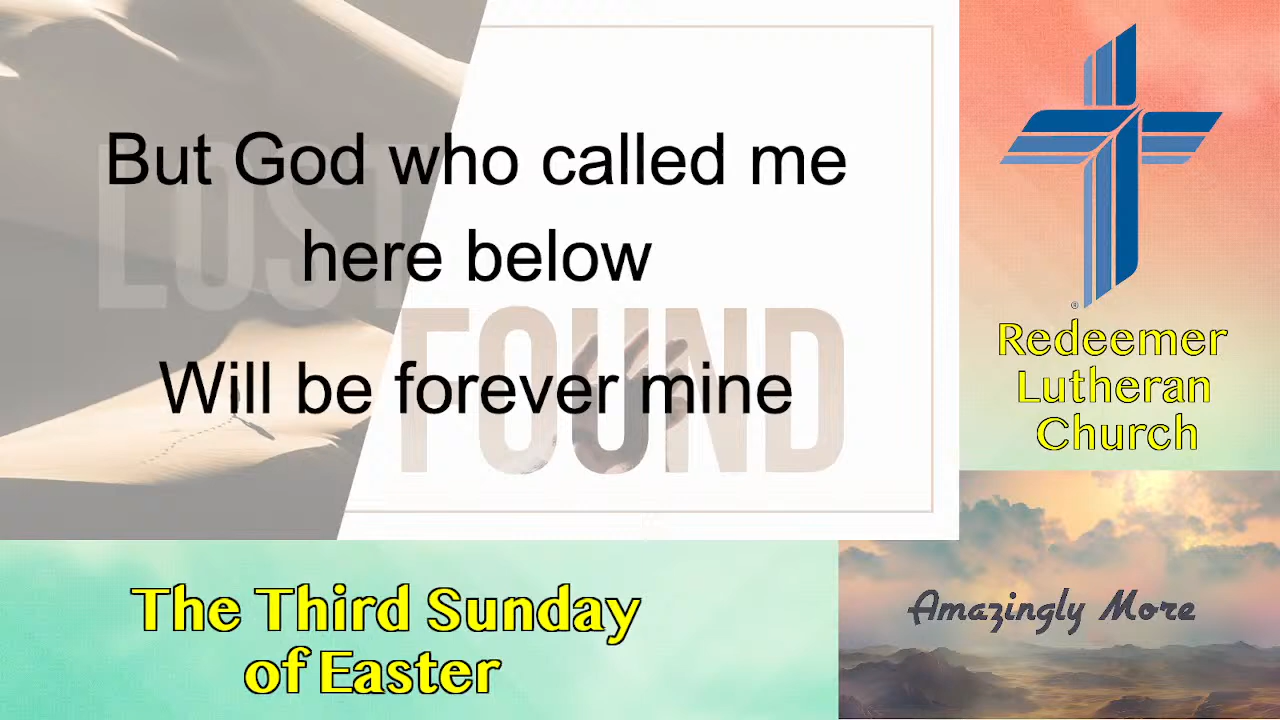 LOST
FOUND
But God who called me
here below
Will be forever mine
®
Redeemer
Lutheran
Church
The Third Sunday
of Easter
Amazingly More